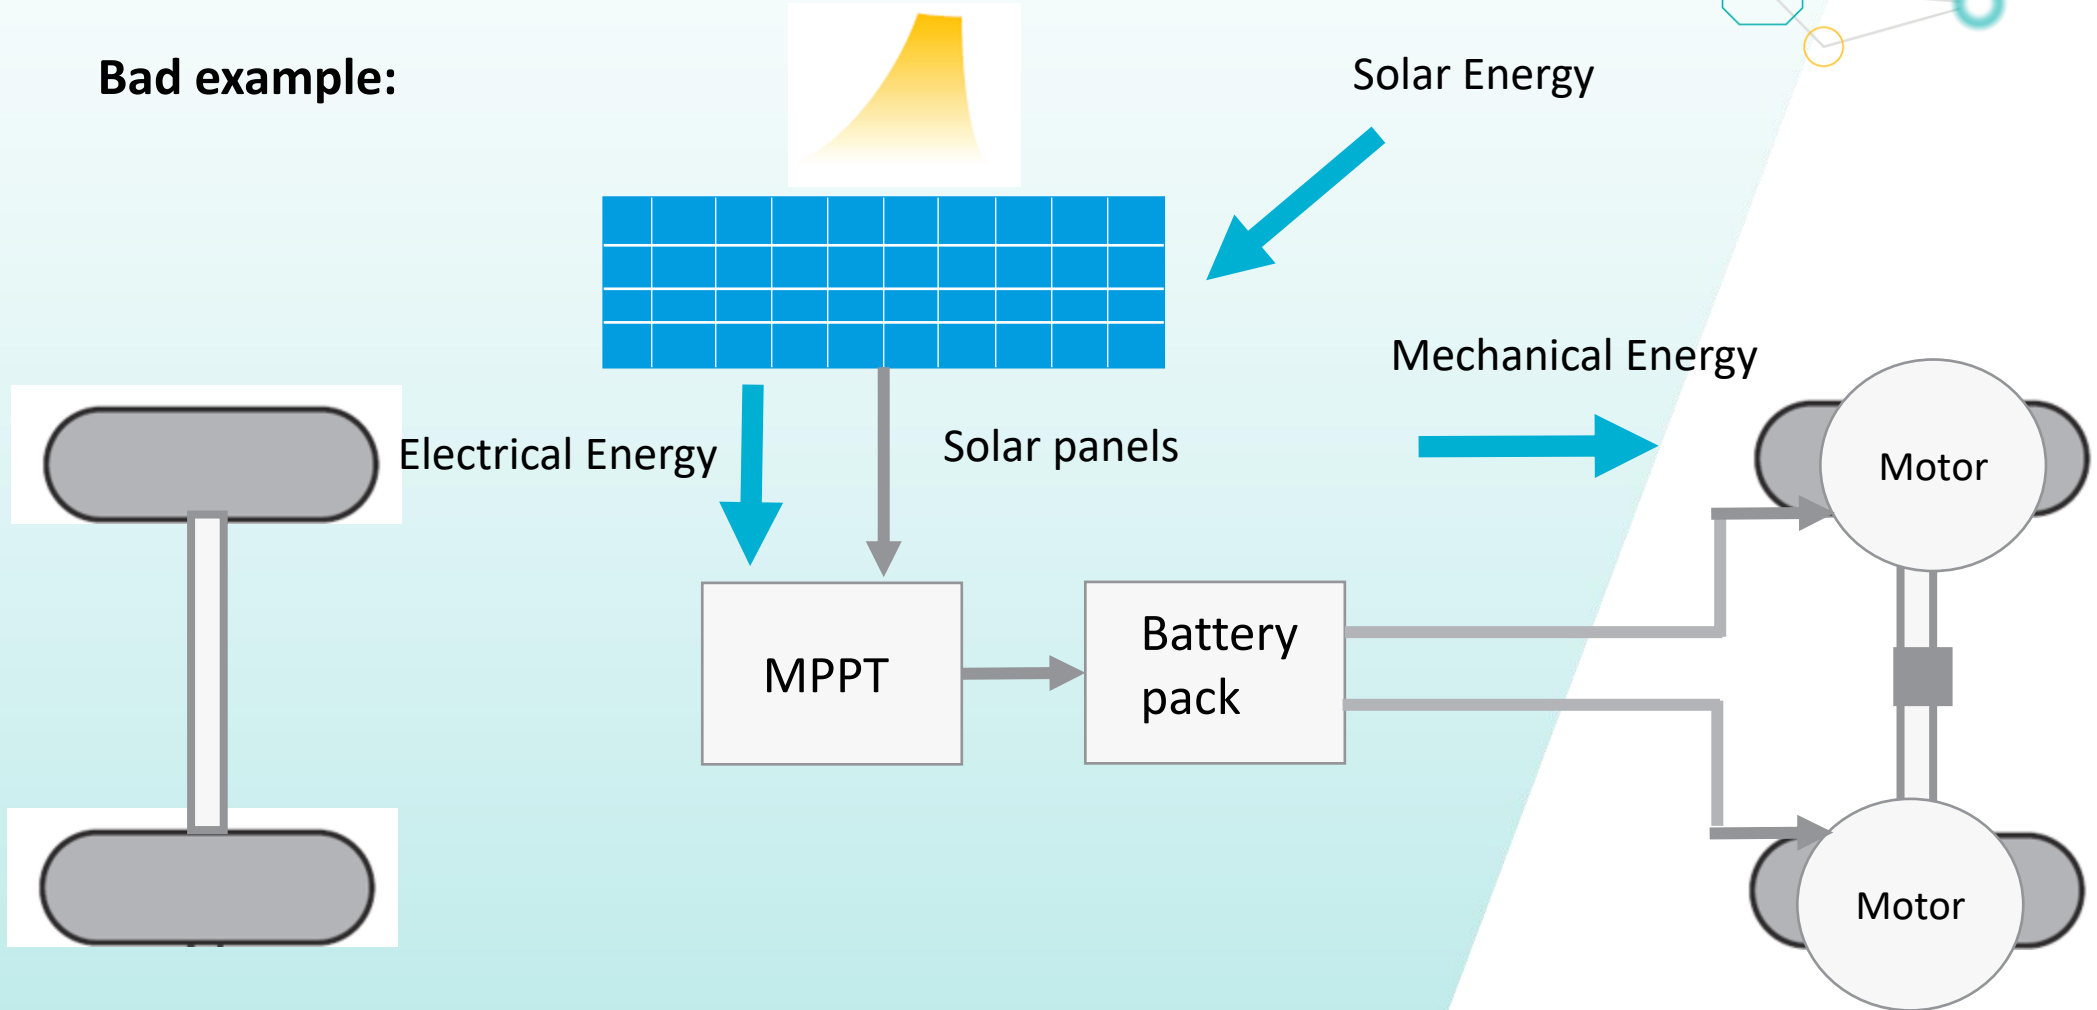 Bad example:
Solar Energy
Mechanical Energy
Electrical Energy
Solar panels
Motor
MPPT
Battery
pack
Motor